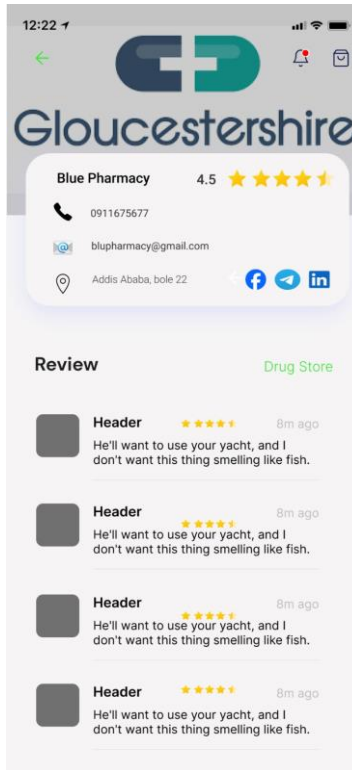 12:22
Gloucestershire
Blue Pharmacy 4.5
0911675677
blupharmacy@gmail.com
Addis Ababa, bole 22
Review Drug Store
Header 8m ago
He'll want to use your yacht, and I
don't want this thing smelling like fish.
Header 8m ago
He'll want to use your yacht, and I
don't want this thing smelling like fish.
Header 8m ago
He'll want to use your yacht, and I
don't want this thing smelling like fish.
Header 8m ago
He'll want to use your yacht, and I
don't want this thing smelling like fish.